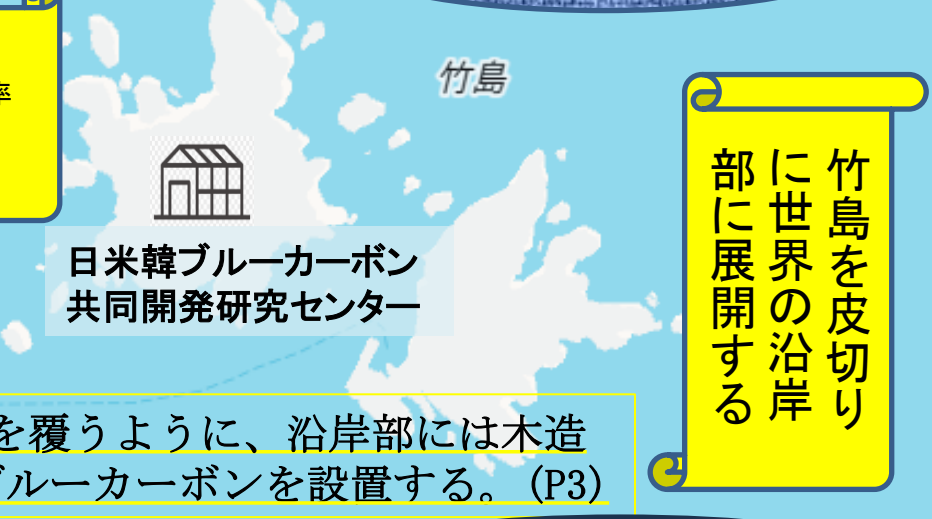 率
竹島
竹島を皮切り
に世界の沿岸
部に展開する
日米韓ブルーカーボン
共同開発研究センター
を覆うように、沿岸部には木造
ブルーカーボンを設置する。(P3)